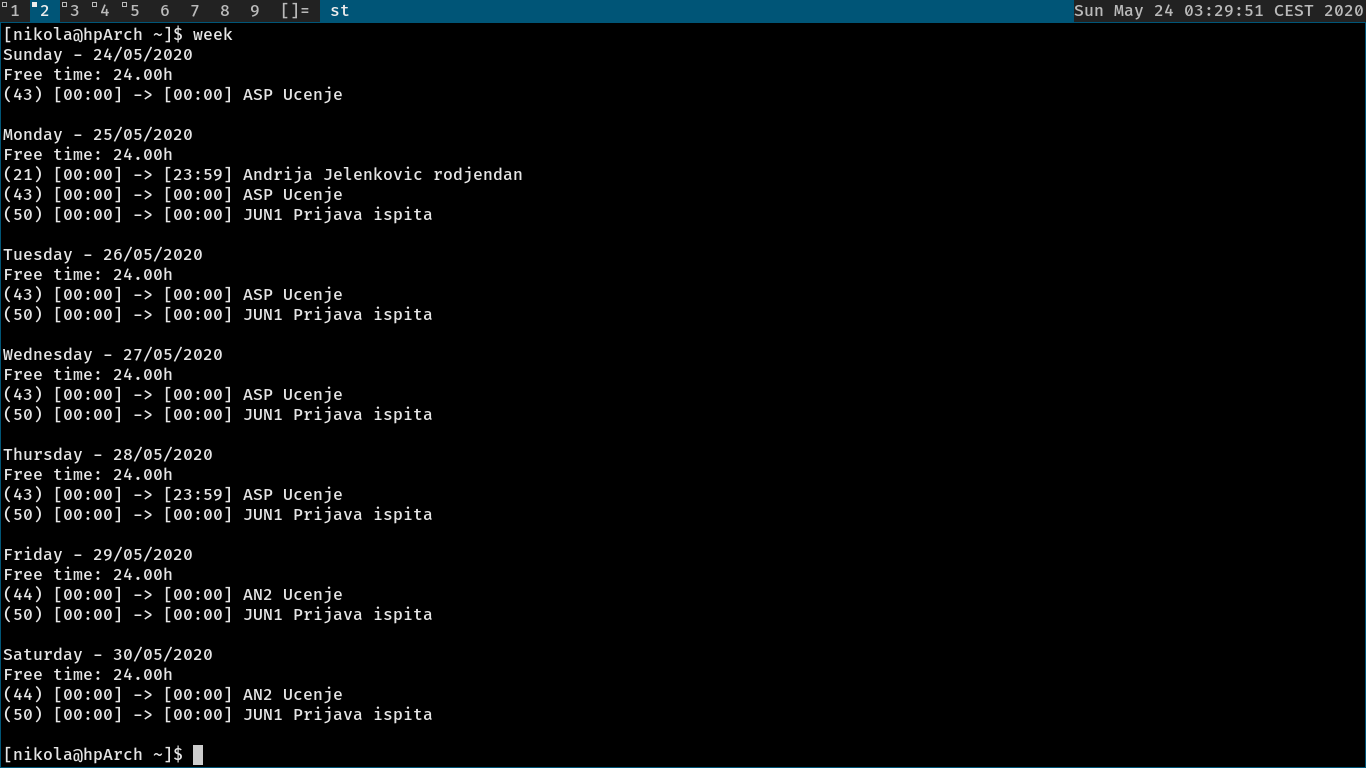 1 2 3 4 5 6 7 8 9 []= st Sun May 24 03:29:51 CEST 2020
[nikola@hpArch ~]$ week
Sunday - 24/05/2020
Free time: 24.00h
(43) [00:00] -> [00:00] ASP Ucenje
Monday - 25/05/2020
Free time: 24.00h
(21) [00:00] -> [23:59] Andrija Jelenkovic rodjendan
(43) [00:00] -> [00:00] ASP Ucenje
(50) [00:00] -> [00:00] JUN1 Prijava ispita
Tuesday - 26/05/2020
Free time: 24.00h
(43) [00:00] -> [00:00] ASP Ucenje
(50) [00:00] -> [00:00] JUN1 Prijava ispita
Wednesday - 27/05/2020
Free time: 24.00h
(43) [00:00] -> [00:00] ASP Ucenje
(50) [00:00] -> [00:00] JUN1 Prijava ispita
Thursday - 28/05/2020
Free time: 24.00h
(43) [00:00] -> [23:59] ASP Ucenje
(50) [00:00] -> [00:00] JUN1 Prijava ispita
Friday - 29/05/2020
Free time: 24.00h
(44) [00:00] -> [00:00] AN2 Ucenje
(50) [00:00] -> [00:00] JUN1 Prijava ispita
Saturday - 30/05/2020
Free time: 24.00h
(44) [00:00] -> [00:00] AN2 Ucenje
(50) [00:00] -> [00:00] JUN1 Prijava ispita
[nikola@hpArch ~]$